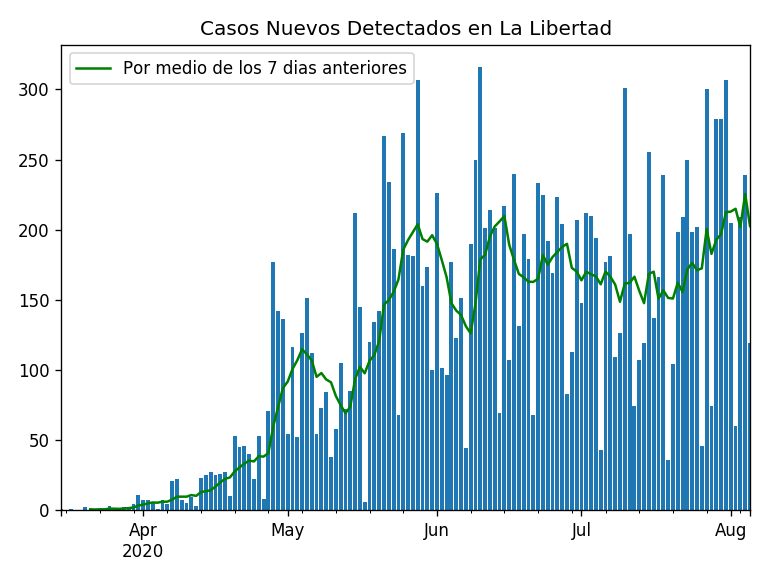 Casos Nuevos Detectados en La Libertad
Por medio de los 7 dias anteriores
300
250
200
150
100
50
0
Apr
2020
May
Jun
Jul
Aug